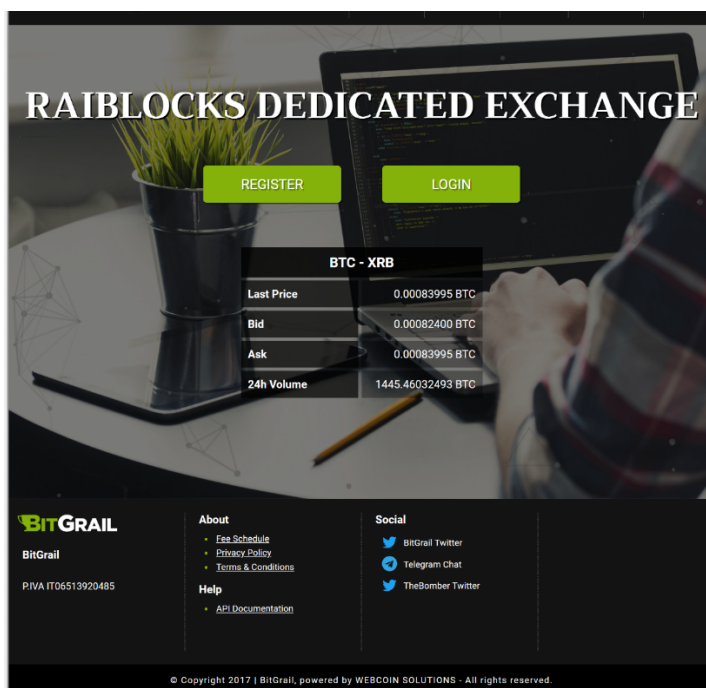 RAIBLOCKS DEDICATED EXCHANGE
REGISTER
LOGIN
BTC - XRB
Last Price 0.00083995 BTC
Bid 0.00082400 BTC
Ask 0.00083995 BTC
24h Volume 1445.46032493 BTC
BITGRAIL
BitGrail
P.IVA IT06513920485
About
Fee Schedule
Privacy Policy
Terms & Conditions
Help
API Documentation
Social
BitGrail Twitter
Telegram Chat
TheBomber Twitter
© Copyright 2017 | BitGrail, powered by WEBCOIN SOLUTIONS - All rights reserved.